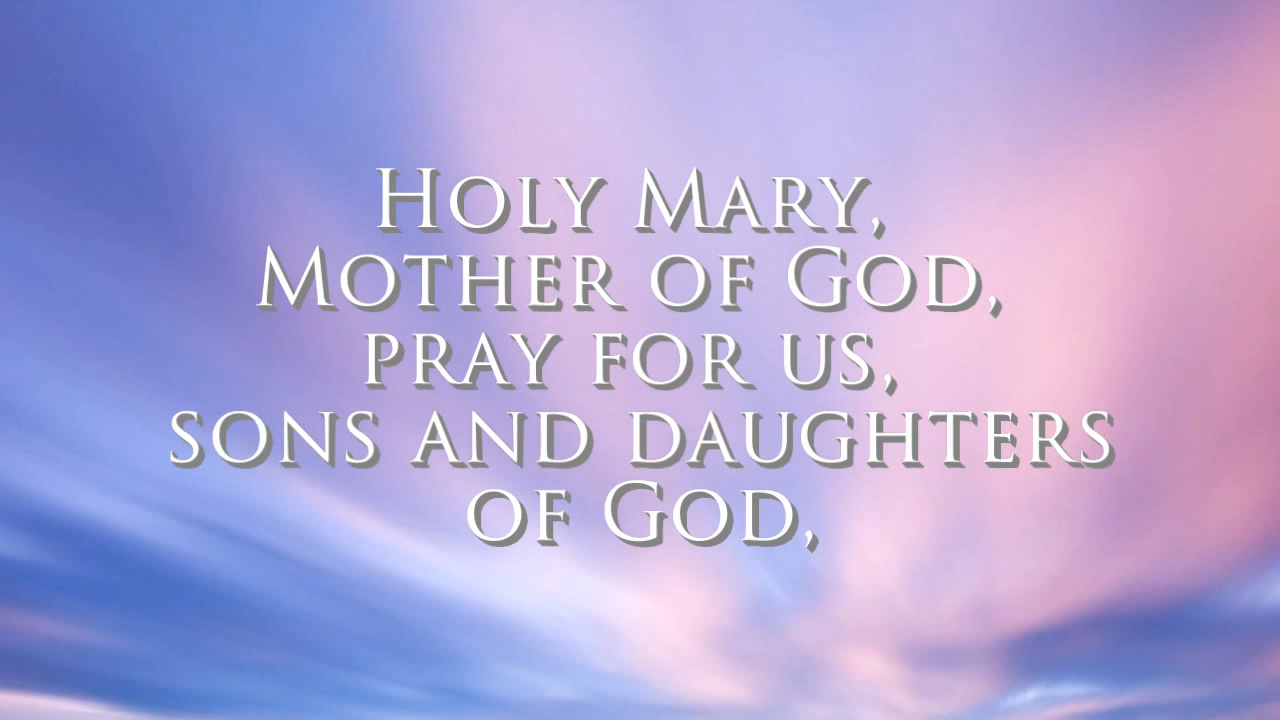 Holy Mary,
Mother of God,
pray for us,
sons and daughters
of God,